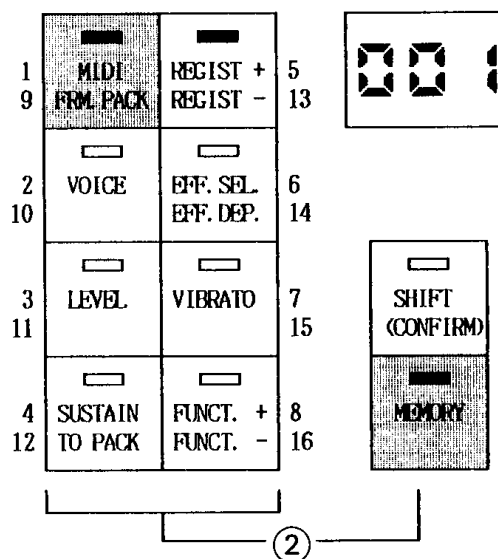 001
1 MIDI REGIST + 5
9 FRM. PACK REGIST - 13
2 VOICE EFF. SEL. 6
10 EFF. DEP. 14
3 LEVEL VIBRATO 7
11 15
SHIFT
(CONFIRM)
4 SUSTAIN FUNCT. + 8
12 TO PACK FUNCT. - 16
MEMORY
2